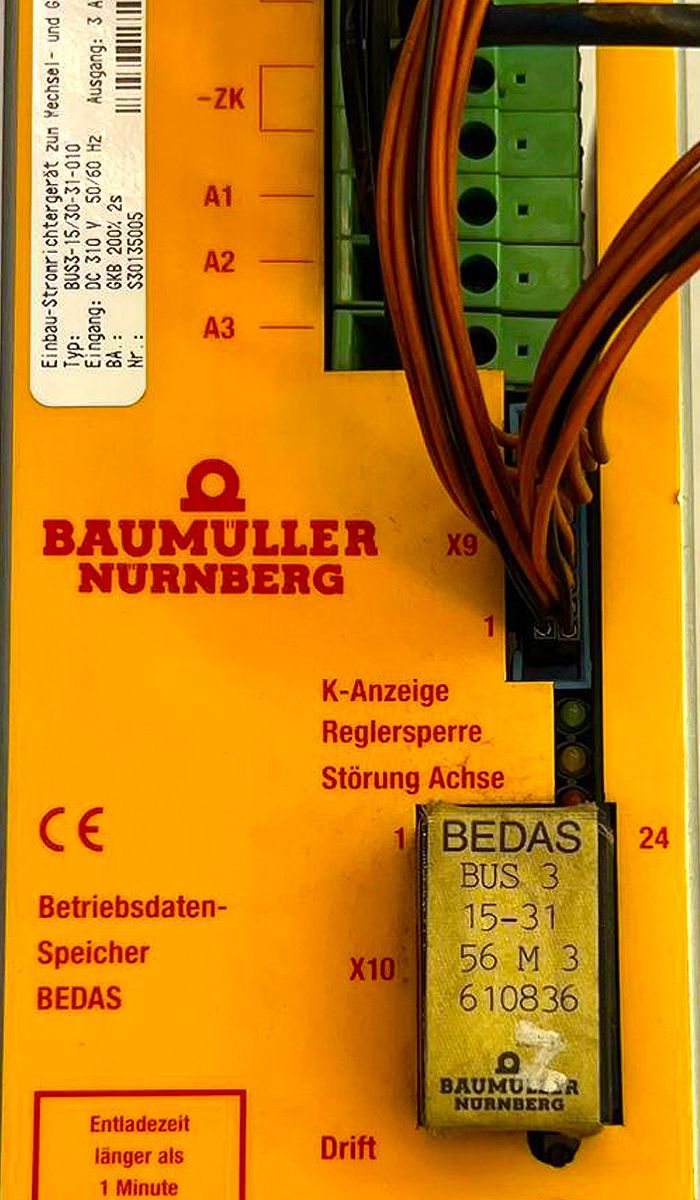 Einbau-Stromrichtergerät zum Wechsel- und G
Typ: BUS3-15/30-31-010
Eingang: DC 310 V 50/60 Hz Ausgang: 3 A
BA.: GKB 200% 2s
Nr.: S30135005
-ZK
A1
A2
A3
BAUMÜLLER
NÜRNBERG
X9
1
K-Anzeige
Reglersperre
Störung Achse
CE
1
24
BEDAS
BUS 3
15-31
56 M 3
610836
BAUMÜLLER
NÜRNBERG
Betriebsdaten-
Speicher
BEDAS
X10
Drift
Entladezeit
länger als
1 Minute